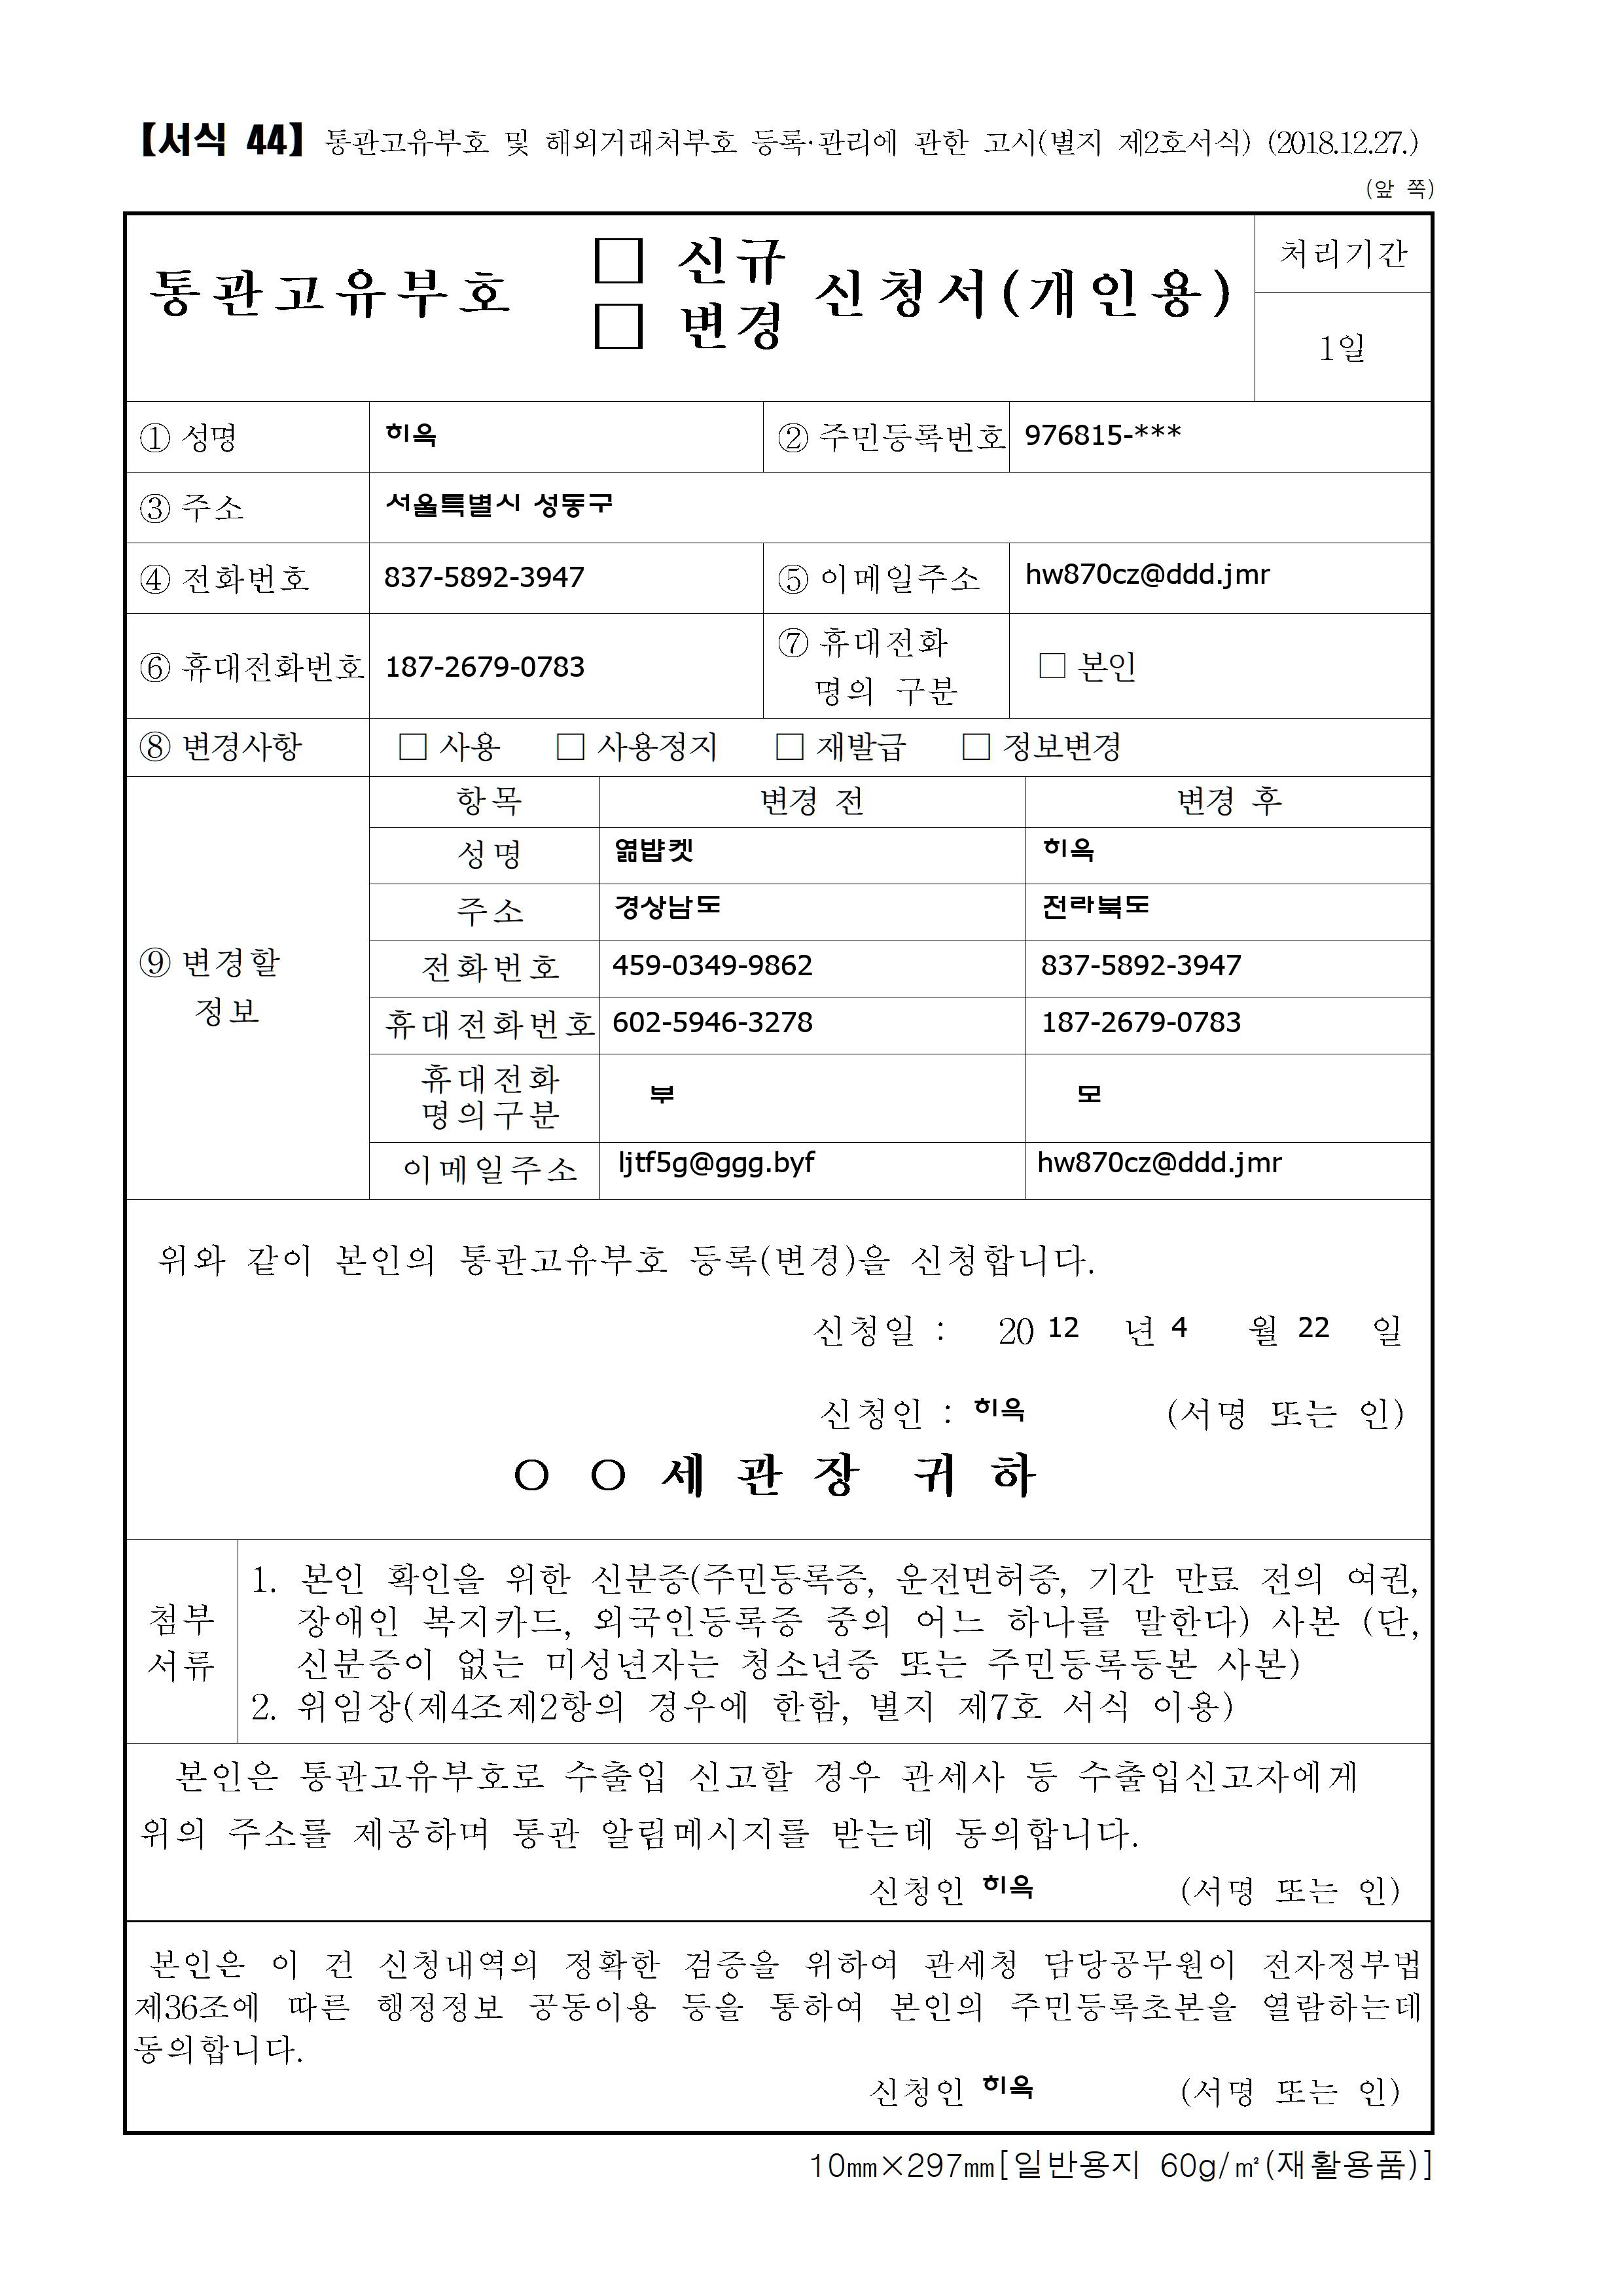 【서식 44】 통관고유부호 및 해외거래처부호 등록·관리에 관한 고시(별지 제2호서식) (2018.12.27.)
(앞 쪽)
통관고유부호 □ 신규 □ 변경 신청서(개인용)
처리기간
1일
① 성명 히윽 ② 주민등록번호 976815-***
③ 주소 서울특별시 성동구
④ 전화번호 837-5892-3947 ⑤ 이메일주소 hw870cz@ddd.jmr
⑥ 휴대전화번호 187-2679-0783 ⑦ 휴대전화 명의 구분 □ 본인
⑧ 변경사항 □ 사용 □ 사용정지 □ 재발급 □ 정보변경
⑨ 변경할 정보
항목 변경 전 변경 후
성명 엶뱝켓 히윽
주소 경상남도 전라북도
전화번호 459-0349-9862 837-5892-3947
휴대전화번호 602-5946-3278 187-2679-0783
휴대전화 명의구분 부 모
이메일주소 ljtf5g@ggg.byf hw870cz@ddd.jmr
위와 같이 본인의 통관고유부호 등록(변경)을 신청합니다.
신청일 : 20 12 년 4 월 22 일
신청인 : 히윽 (서명 또는 인)
○ ○ 세 관 장 귀 하
첨부 서류
1. 본인 확인을 위한 신분증(주민등록증, 운전면허증, 기간 만료 전의 여권,
장애인 복지카드, 외국인등록증 중의 어느 하나를 말한다) 사본 (단,
신분증이 없는 미성년자는 청소년증 또는 주민등록등본 사본)
2. 위임장(제4조제2항의 경우에 한함, 별지 제7호 서식 이용)
본인은 통관고유부호로 수출입 신고할 경우 관세사 등 수출입신고자에게
위의 주소를 제공하며 통관 알림메시지를 받는데 동의합니다.
신청인 히윽 (서명 또는 인)
본인은 이 건 신청내역의 정확한 검증을 위하여 관세청 담당공무원이 전자정부법
제36조에 따른 행정정보 공동이용 등을 통하여 본인의 주민등록초본을 열람하는데
동의합니다.
신청인 히윽 (서명 또는 인)
10㎜×297㎜[일반용지 60g/㎡(재활용품)]